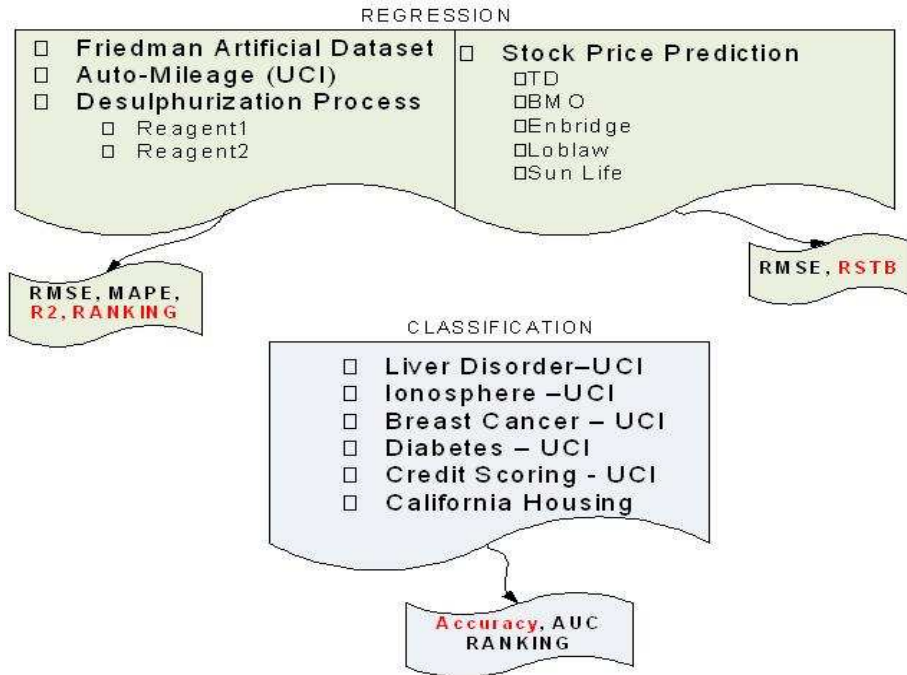 REGRESSION
□ Friedman Artificial Dataset
□ Auto-Mileage (UCI)
□ Desulphurization Process
□ Reagent1
□ Reagent2
□ Stock Price Prediction
□TD
□BMO
□Enbridge
□Loblaw
□Sun Life
RMSE, MAPE,
R2, RANKING
RMSE, RSTB
CLASSIFICATION
□ Liver Disorder–UCI
□ Ionosphere –UCI
□ Breast Cancer – UCI
□ Diabetes – UCI
□ Credit Scoring - UCI
□ California Housing
Accuracy, AUC
RANKING